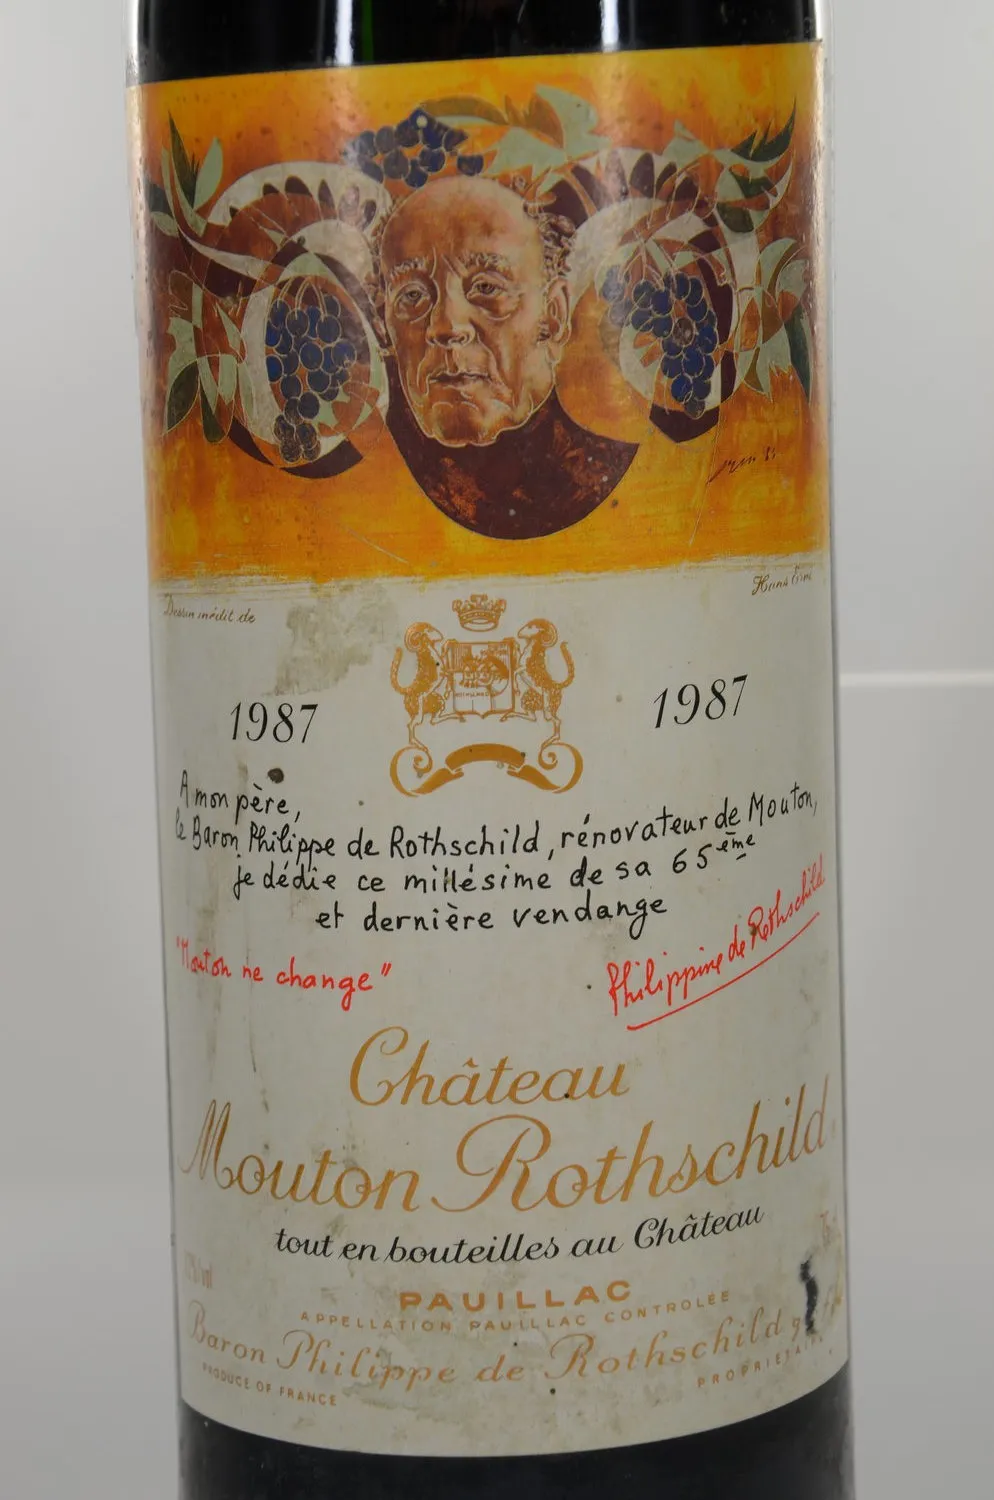 Dessin inédit de
Hans Erni
1987
1987
A mon père,
le Baron Philippe de Rothschild, rénovateur de Mouton,
je dédie ce millésime de sa 65ème
et dernière vendange
"Mouton ne change"
Philippine de Rothschild
Château
Mouton Rothschild
tout en bouteilles au Château
PAUILLAC
APPELLATION PAUILLAC CONTROLÉE
Baron Philippe de Rothschild
PRODUCE OF FRANCE